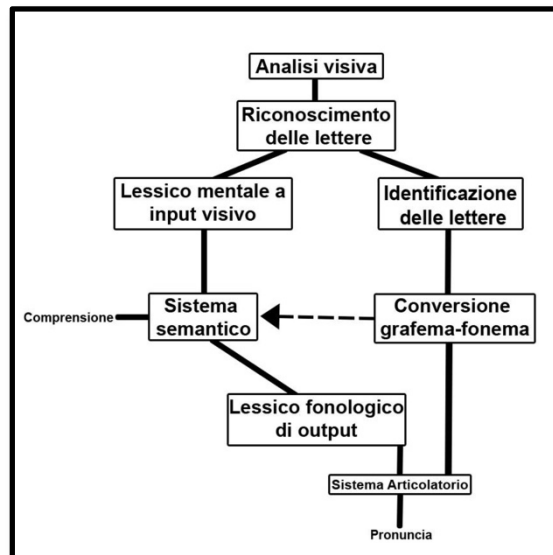 Analisi visiva
Riconoscimento
delle lettere
Lessico mentale a
input visivo
Identificazione
delle lettere
Comprensione
Sistema
semantico
Conversione
grafema-fonema
Lessico fonologico
di output
Sistema Articolatorio
Pronuncia